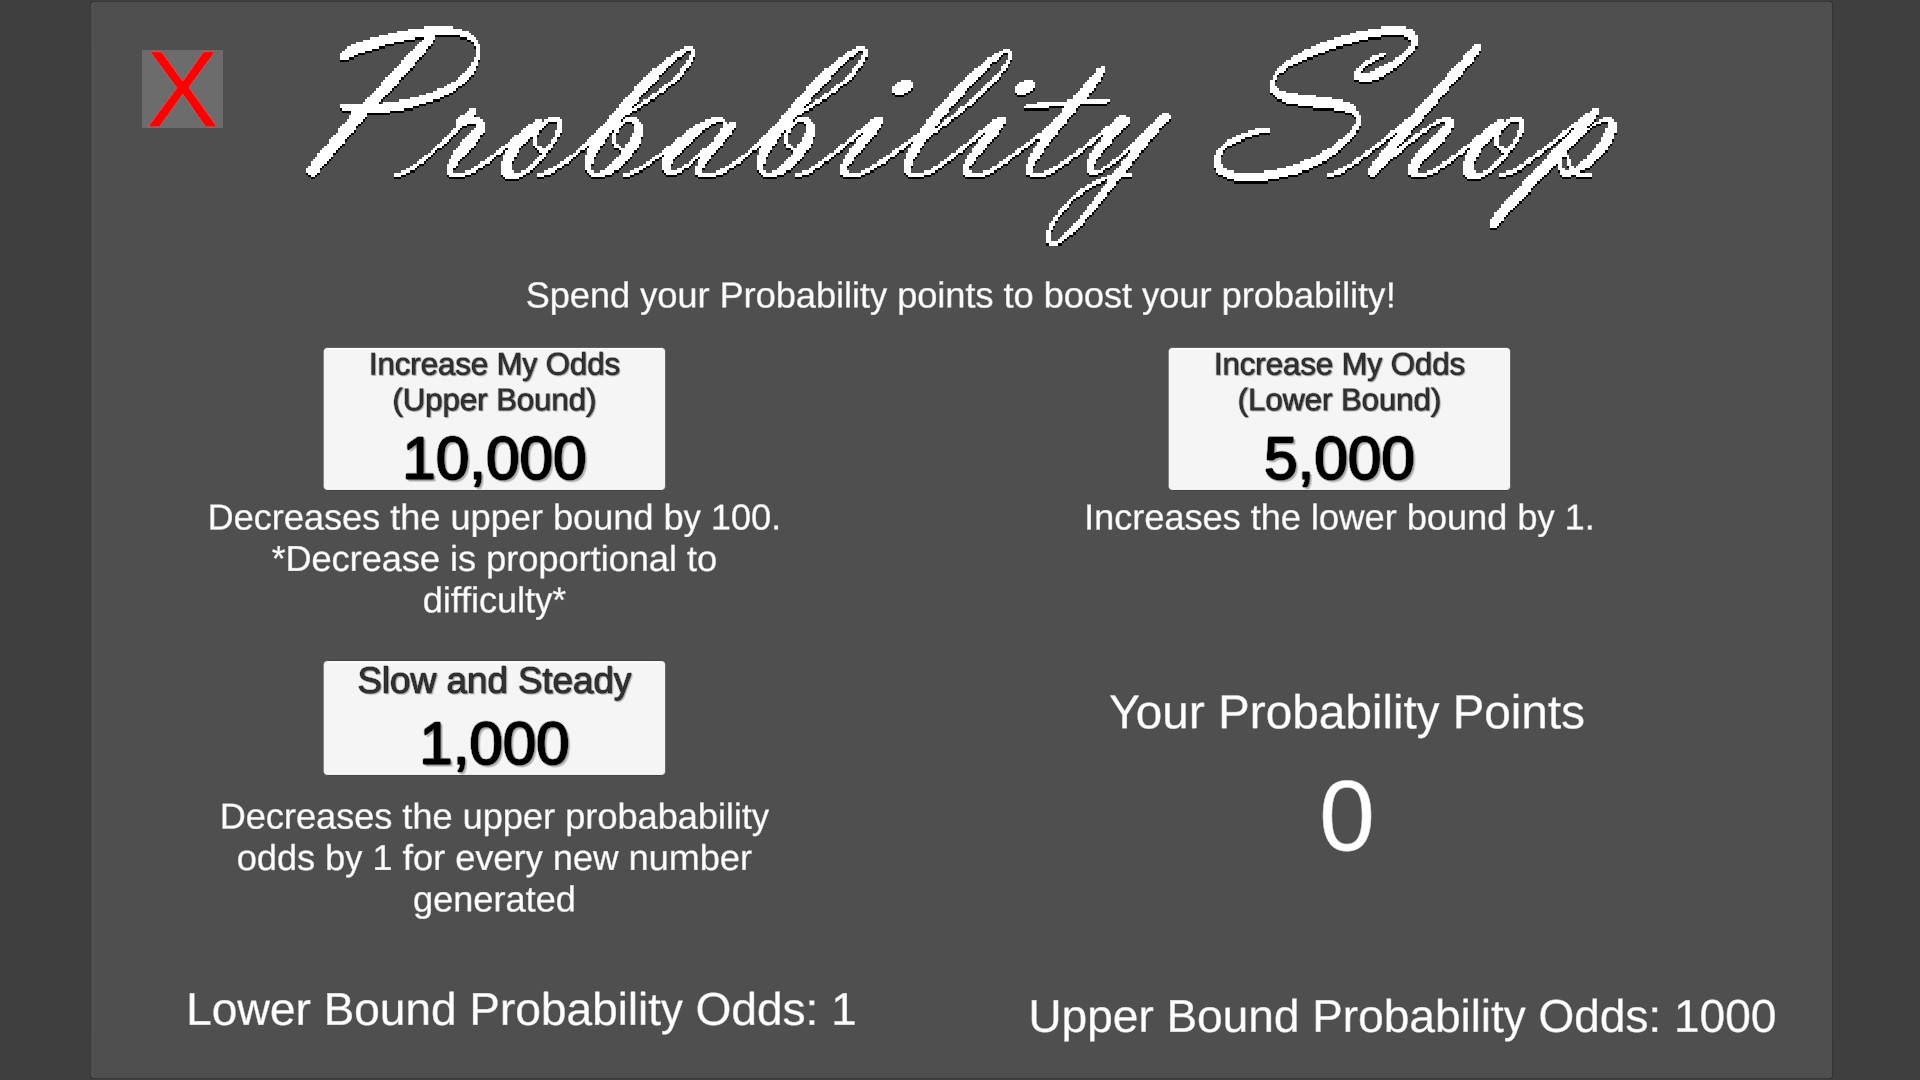 X
Probability Shop
Spend your Probability points to boost your probability!
Increase My Odds
(Upper Bound)
10,000
Decreases the upper bound by 100.
*Decrease is proportional to
difficulty*
Increase My Odds
(Lower Bound)
5,000
Increases the lower bound by 1.
Slow and Steady
1,000
Decreases the upper probabability
odds by 1 for every new number
generated
Your Probability Points
0
Lower Bound Probability Odds: 1
Upper Bound Probability Odds: 1000